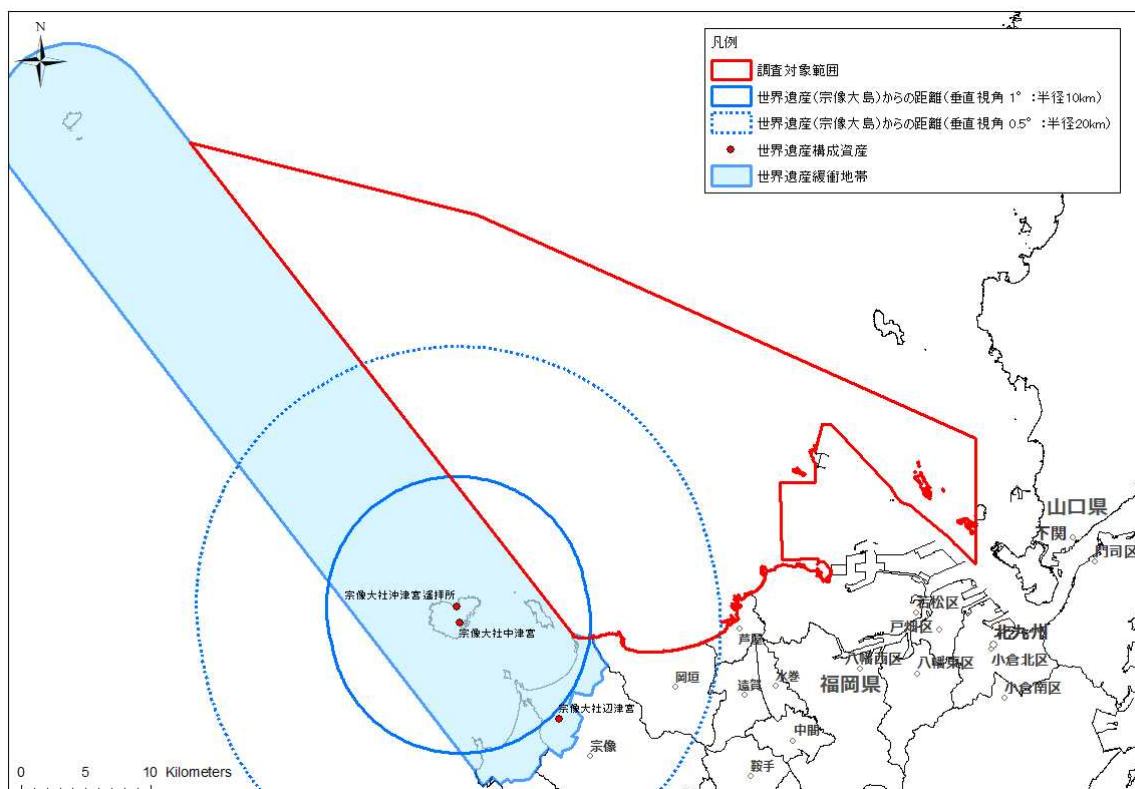 N
凡例
調査対象範囲
世界遺産(宗像大島)からの距離(垂直視角 1° :半径10km)
世界遺産(宗像大島)からの距離(垂直視角 0.5° :半径20km)
世界遺産構成資産
世界遺産緩衝地帯
山口県
下関
門司区
宗像大社沖津宮遥拝所
宗像大社中津宮
若松区
戸畑区
北九州
芦屋
小倉北区
八幡西区
八幡東区
岡垣
遠賀
水巻
福岡県
小倉南区
宗像大社辺津宮
中間
宗像
鞍手
0 5 10 Kilometers